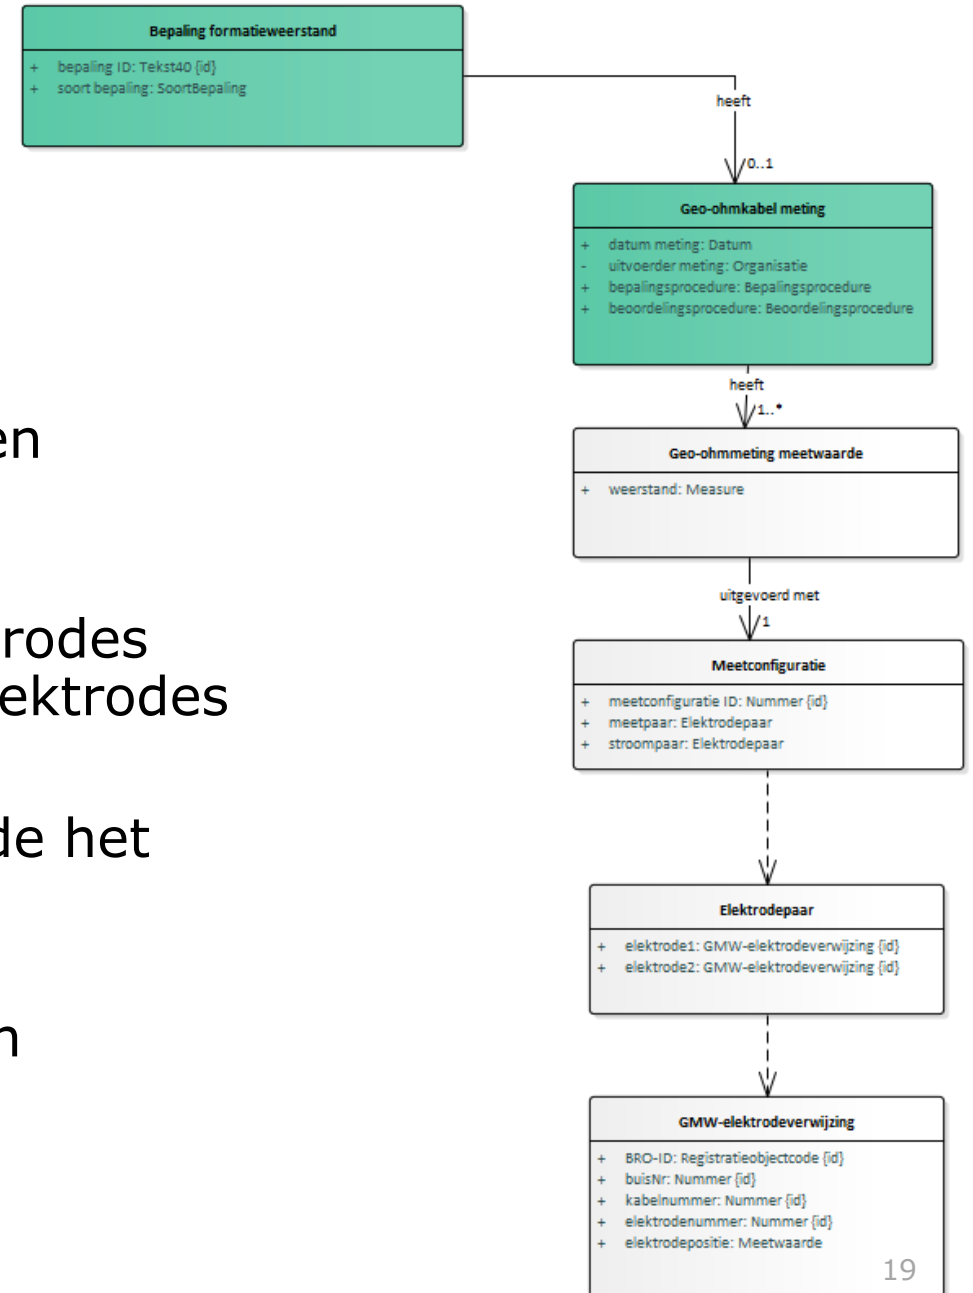 Bepaling formatieweerstand
+ bepaling ID: Tekst40 {id}
+ soort bepaling: SoortBepaling
heeft
0..1
Geo-ohmkabel meting
+ datum meting: Datum
- uitvoerder meting: Organisatie
+ bepalingsprocedure: Bepalingsprocedure
+ beoordelingsprocedure: Beoordelingsprocedure
heeft
1..*
en
Geo-ohmmeting meetwaarde
+ weerstand: Measure
uitgevoerd met
1
rodes
ektrodes
Meetconfiguratie
+ meetconfiguratie ID: Nummer {id}
+ meetpaar: Elektrodepaar
+ stroompaar: Elektrodepaar
de het
Elektrodepaar
+ elektrode1: GMW-elektrodeverwijzing {id}
+ elektrode2: GMW-elektrodeverwijzing {id}
n
GMW-elektrodeverwijzing
+ BRO-ID: Registratieobjectcode {id}
+ buisNr: Nummer {id}
+ kabelnummer: Nummer {id}
+ elektrodenummer: Nummer {id}
+ elektrodepositie: Meetwaarde
19